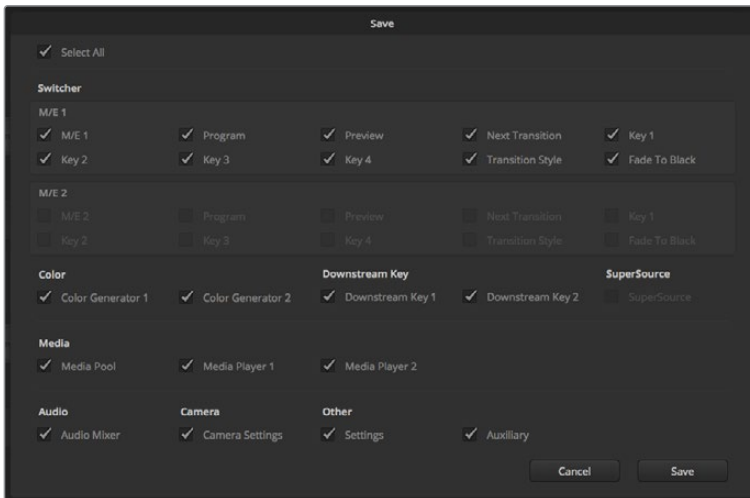 Save
Select All
Switcher
M/E 1
M/E 1 Program Preview Next Transition Key 1
Key 2 Key 3 Key 4 Transition Style Fade To Black
M/E 2
M/E 2 Program Preview Next Transition Key 1
Key 2 Key 3 Key 4 Transition Style Fade To Black
Color Downstream Key SuperSource
Color Generator 1 Color Generator 2 Downstream Key 1 Downstream Key 2 SuperSource
Media
Media Pool Media Player 1 Media Player 2
Audio Camera Other
Audio Mixer Camera Settings Settings Auxiliary
Cancel Save